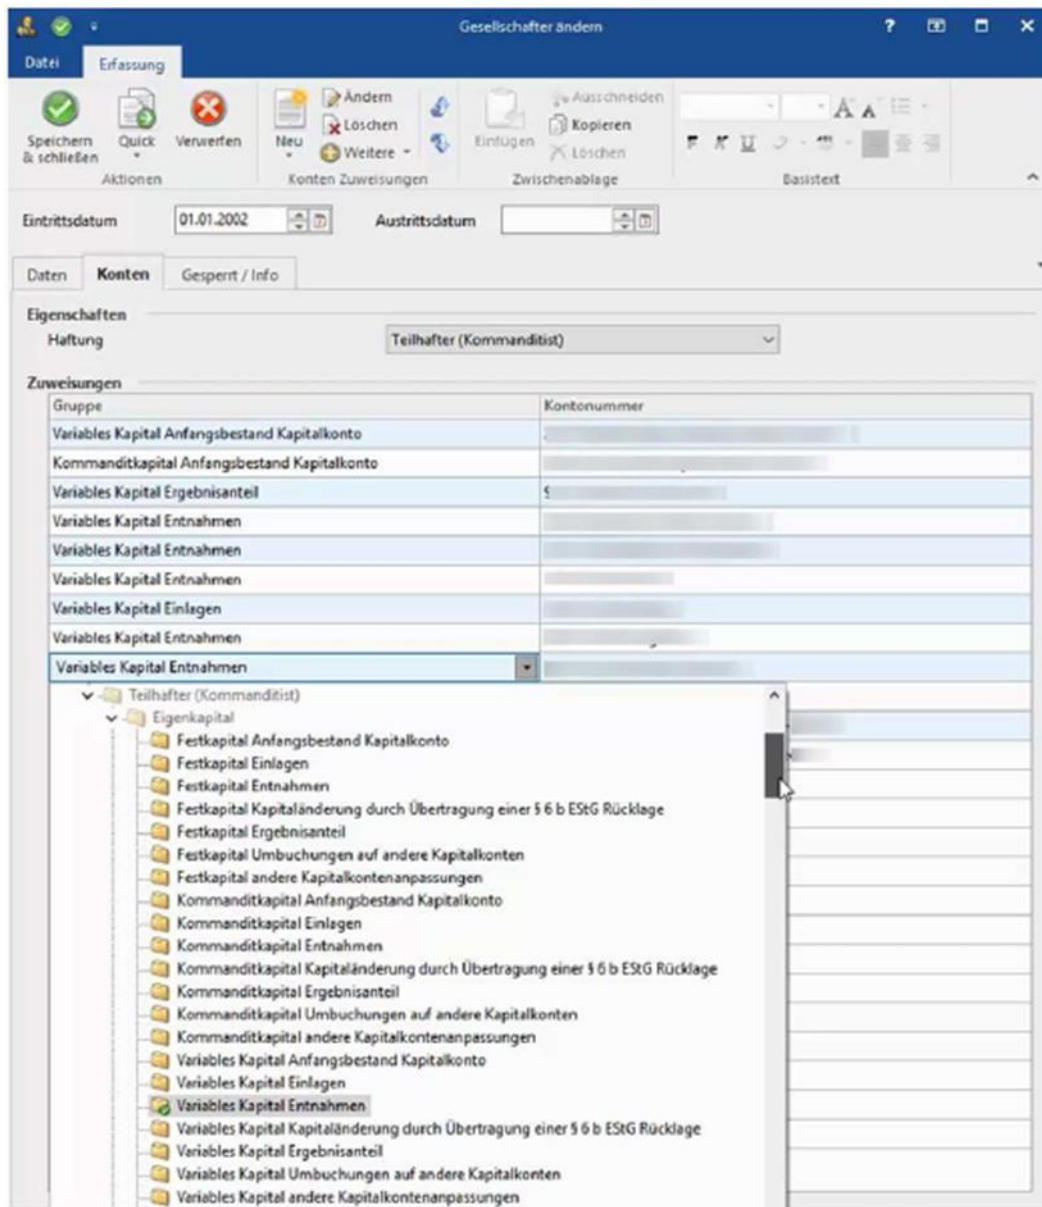 Gesellschafter ändern
Datei Erfassung
Speichern & schließen
Quick
Verwerfen
Aktionen
Neu
Ändern
Löschen
Weitere
Konten Zuweisungen
Einfügen
Ausschneiden
Kopieren
Löschen
Zwischenablage
F K U
Basistext
Eintrittsdatum 01.01.2002 Austrittsdatum
Daten Konten Gesperrt / Info
Eigenschaften
Haftung Teilhafter (Kommanditist)
Zuweisungen
Gruppe Kontonummer
Variables Kapital Anfangsbestand Kapitalkonto
Kommanditkapital Anfangsbestand Kapitalkonto
Variables Kapital Ergebnisanteil
Variables Kapital Entnahmen
Variables Kapital Entnahmen
Variables Kapital Entnahmen
Variables Kapital Einlagen
Variables Kapital Entnahmen
Variables Kapital Entnahmen
Teilhafter (Kommanditist)
Eigenkapital
Festkapital Anfangsbestand Kapitalkonto
Festkapital Einlagen
Festkapital Entnahmen
Festkapital Kapitaländerung durch Übertragung einer § 6 b EStG Rücklage
Festkapital Ergebnisanteil
Festkapital Umbuchungen auf andere Kapitalkonten
Festkapital andere Kapitalkontenanpassungen
Kommanditkapital Anfangsbestand Kapitalkonto
Kommanditkapital Einlagen
Kommanditkapital Entnahmen
Kommanditkapital Kapitaländerung durch Übertragung einer § 6 b EStG Rücklage
Kommanditkapital Ergebnisanteil
Kommanditkapital Umbuchungen auf andere Kapitalkonten
Kommanditkapital andere Kapitalkontenanpassungen
Variables Kapital Anfangsbestand Kapitalkonto
Variables Kapital Einlagen
Variables Kapital Entnahmen
Variables Kapital Kapitaländerung durch Übertragung einer § 6 b EStG Rücklage
Variables Kapital Ergebnisanteil
Variables Kapital Umbuchungen auf andere Kapitalkonten
Variables Kapital andere Kapitalkontenanpassungen